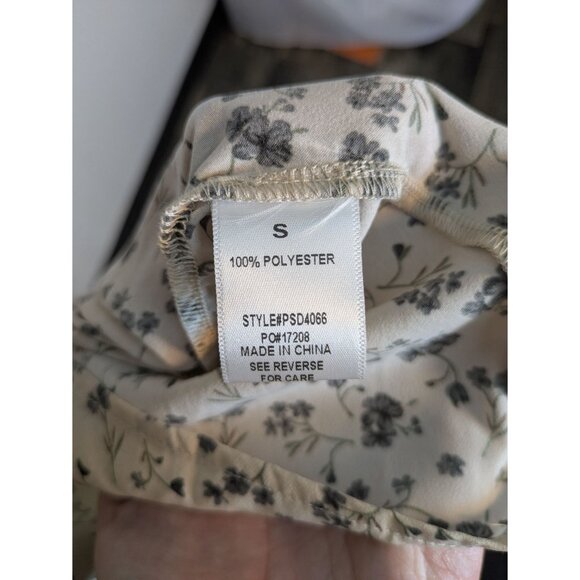 S
100% POLYESTER
STYLE#PSD4066
PO#17208
MADE IN CHINA
SEE REVERSE
FOR CARE